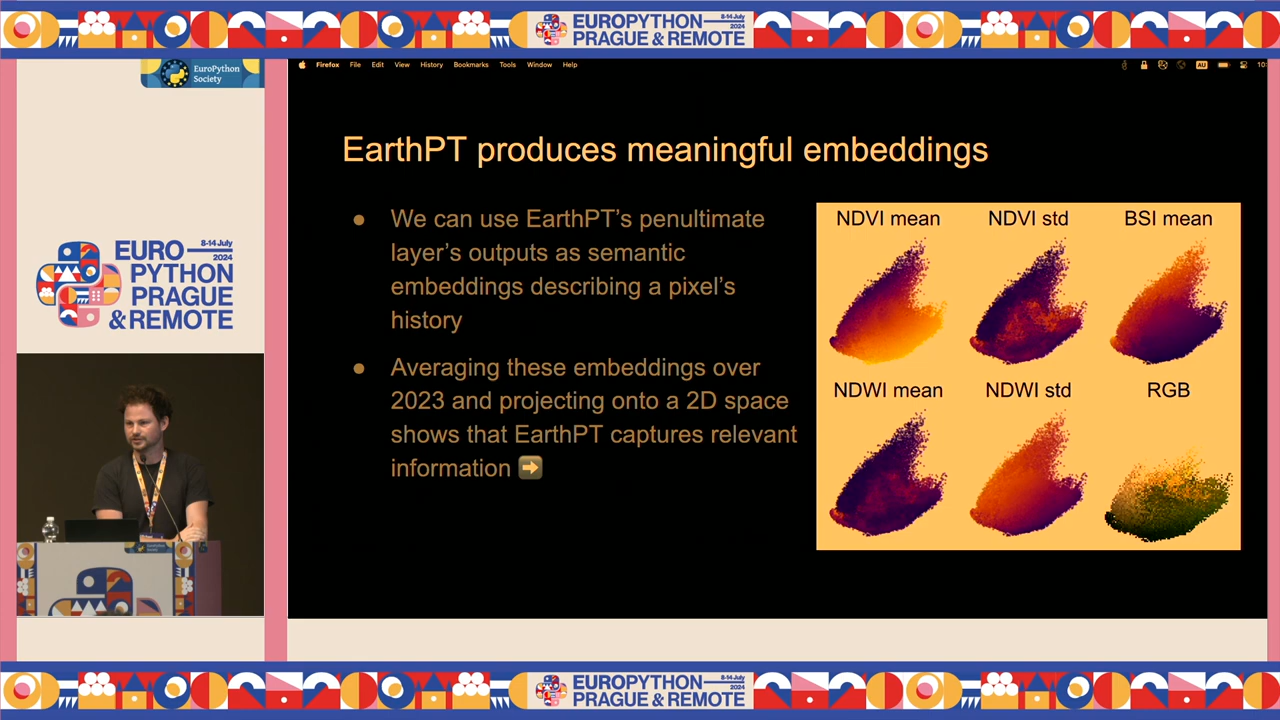 EUROPYTHON
8-14 July
2024
PRAGUE & REMOTE
EuroPython
Society
Firefox File Edit View History Bookmarks Tools Window Help
AU
10:
EarthPT produces meaningful embeddings
● We can use EarthPT’s penultimate
layer’s outputs as semantic
embeddings describing a pixel’s
history
● Averaging these embeddings over
2023 and projecting onto a 2D space
shows that EarthPT captures relevant
information ➡
NDVI mean NDVI std BSI mean
NDWI mean NDWI std RGB
EURO
8-14 July
2024
PYTHON
PRAGUE
& REMOTE
EUROPYTHON
8-14 July
2024
PRAGUE & REMOTE